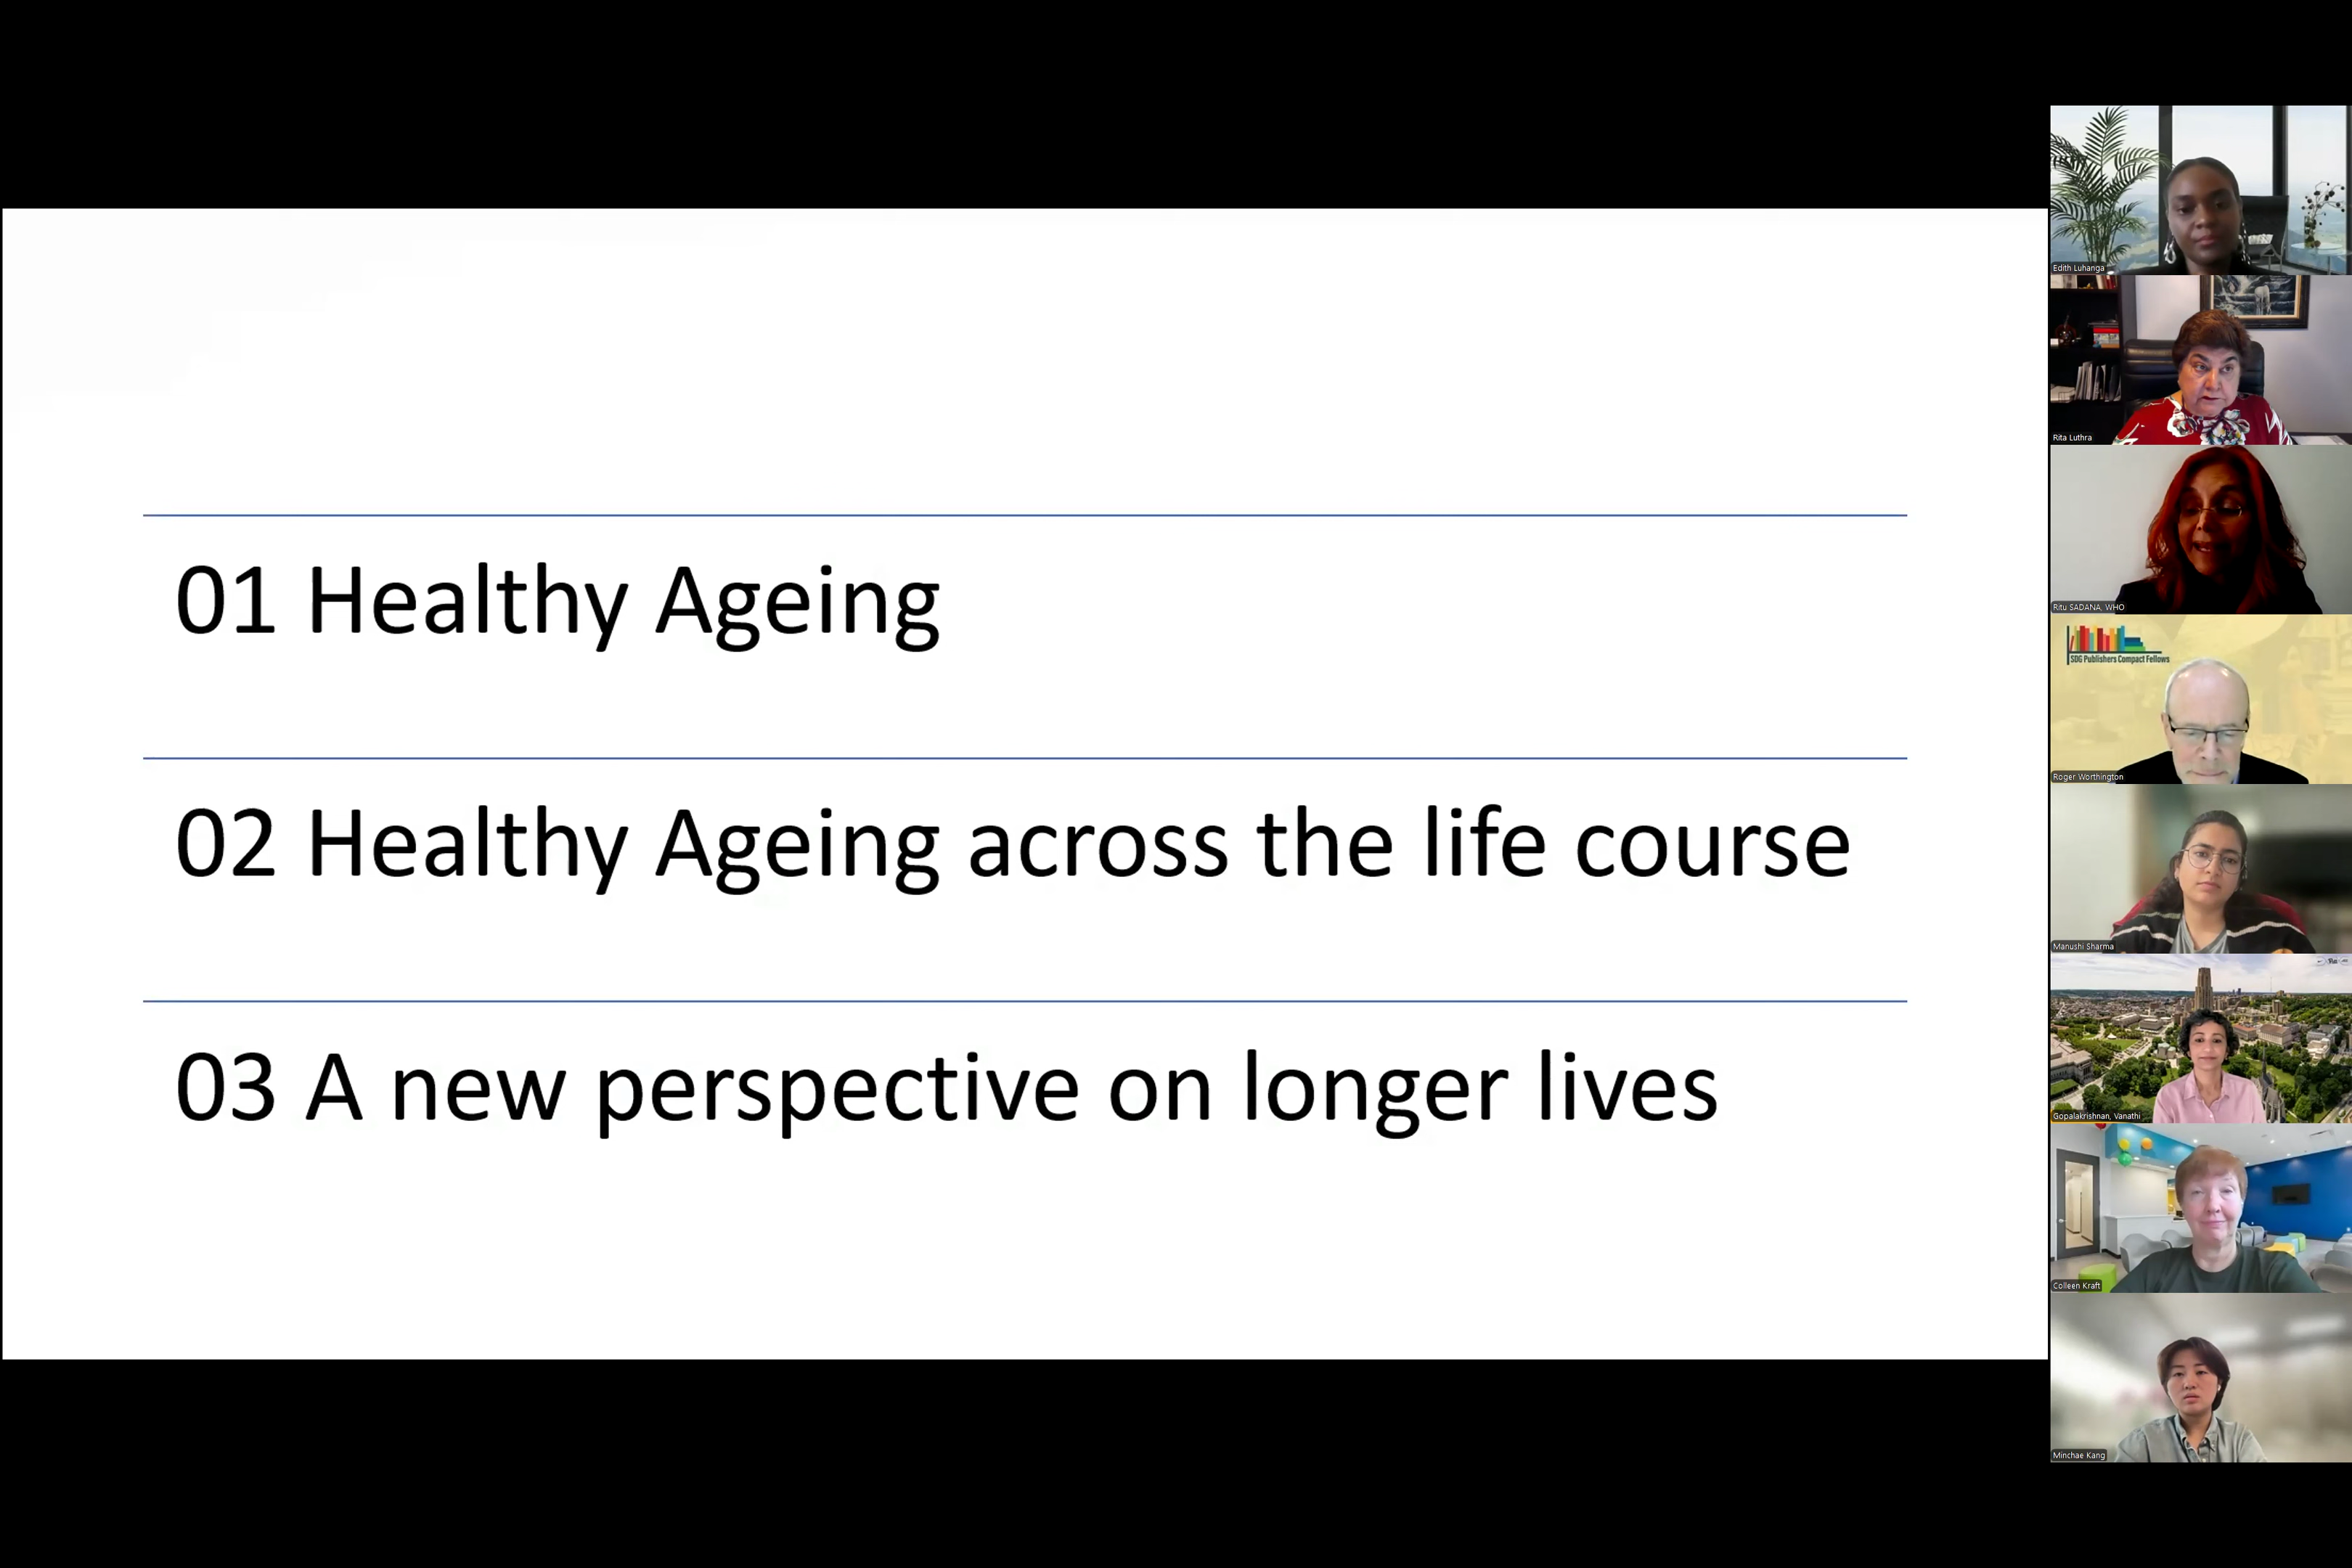 01 Healthy Ageing
02 Healthy Ageing across the life course
03 A new perspective on longer lives
Edith Luhanga
Rita Luthra
Ritu SADANA, WHO
SDG Publishers Compact Fellows
Roger Worthington
Manushi Sharma
Gopalakrishnan, Vanathi
Colleen Kraft
Minchae Kang